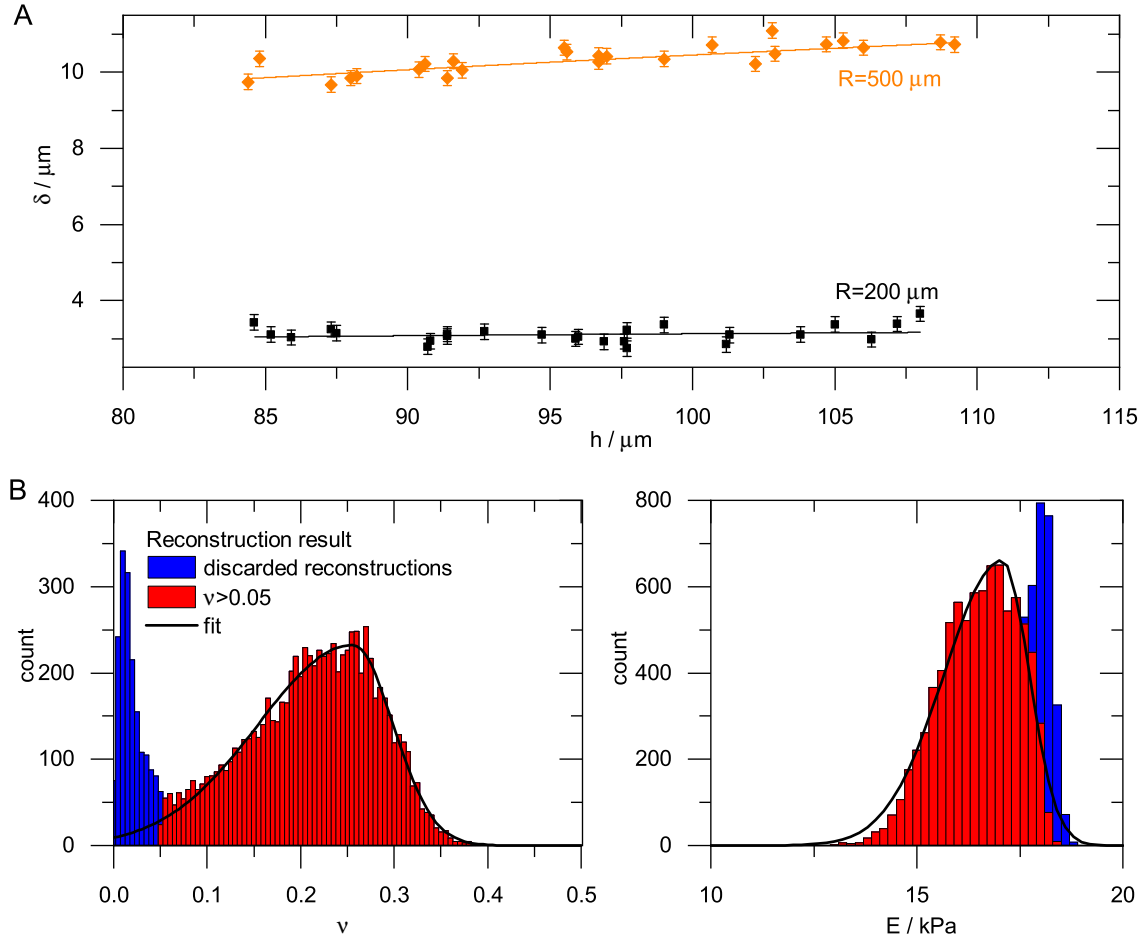 A
10
8
6
4
δ / μm
R=500 μm
R=200 μm
80 85 90 95 100 105 110 115
h / μm
B
400
300
200
100
0
count
Reconstruction result
discarded reconstructions
ν>0.05
fit
0.0 0.1 0.2 0.3 0.4 0.5
ν
800
600
400
200
0
count
10 15 20
E / kPa